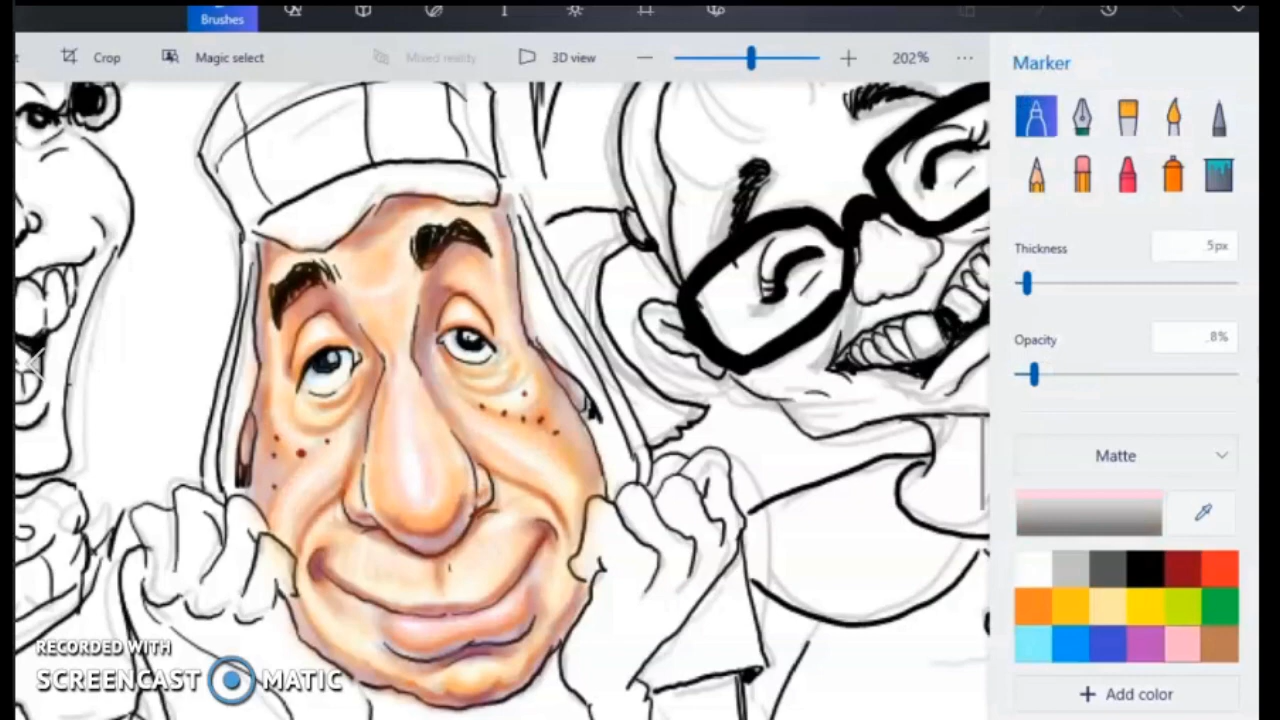 Brushes
t Crop Magic select Mixed reality 3D view 202%
Marker
Thickness 5px
Opacity 8%
Matte
+ Add color
RECORDED WITH
SCREENCAST MATIC